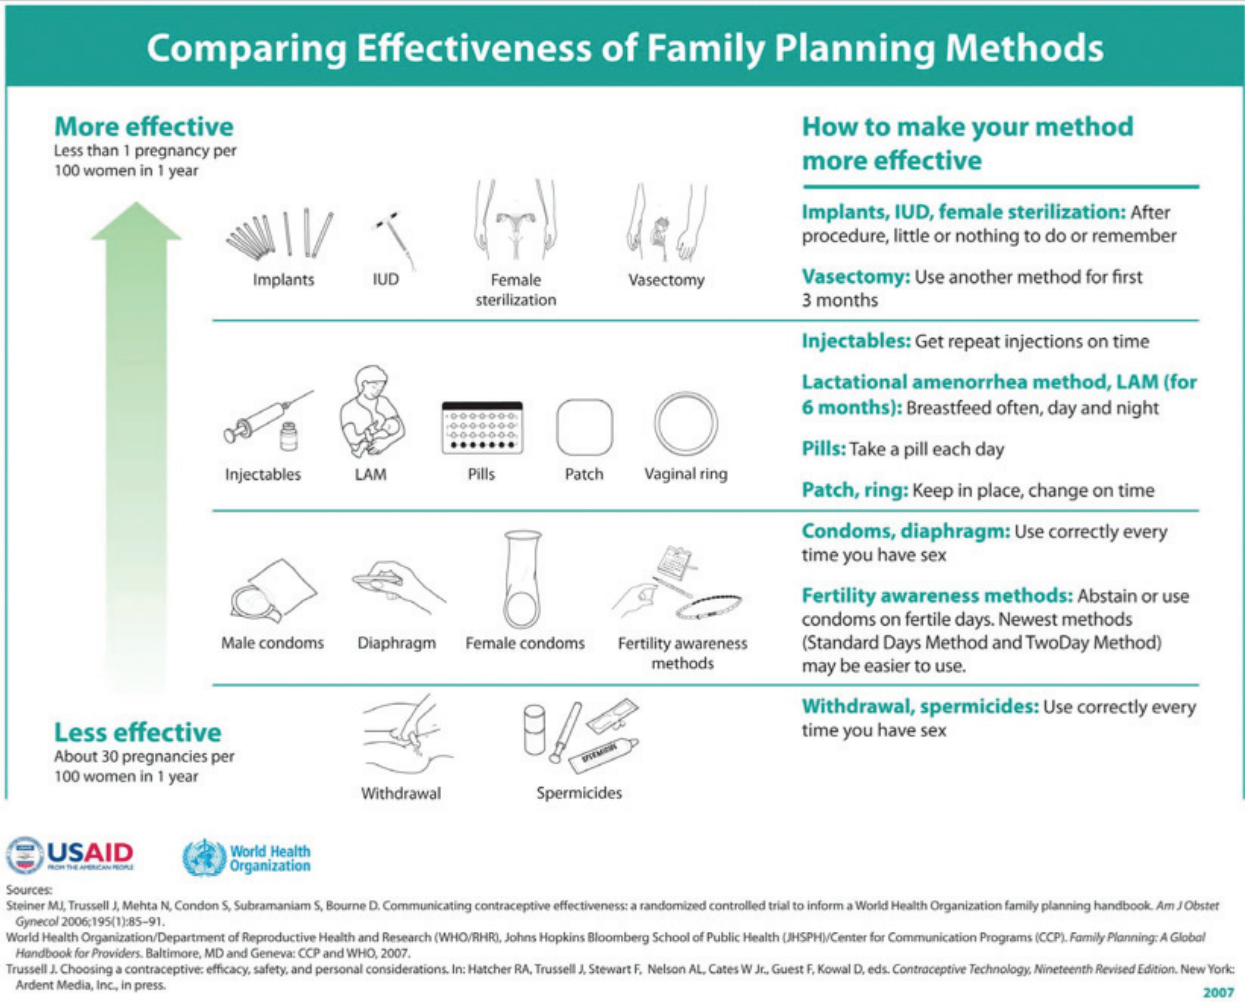 Comparing Effectiveness of Family Planning Methods
More effective
Less than 1 pregnancy per
100 women in 1 year
Implants
IUD
Female
sterilization
Vasectomy
Injectables
LAM
Pills
Patch
Vaginal ring
Male condoms
Diaphragm
Female condoms
Fertility awareness
methods
Less effective
About 30 pregnancies per
100 women in 1 year
Withdrawal
SPERMICIDE
Spermicides
How to make your method
more effective
Implants, IUD, female sterilization: After
procedure, little or nothing to do or remember
Vasectomy: Use another method for first
3 months
Injectables: Get repeat injections on time
Lactational amenorrhea method, LAM (for
6 months): Breastfeed often, day and night
Pills: Take a pill each day
Patch, ring: Keep in place, change on time
Condoms, diaphragm: Use correctly every
time you have sex
Fertility awareness methods: Abstain or use
condoms on fertile days. Newest methods
(Standard Days Method and TwoDay Method)
may be easier to use.
Withdrawal, spermicides: Use correctly every
time you have sex
USAID
FROM THE AMERICAN PEOPLE
World Health
Organization
Sources:
Steiner MJ, Trussell J, Mehta N, Condon S, Subramaniam S, Bourne D. Communicating contraceptive effectiveness: a randomized controlled trial to inform a World Health Organization family planning handbook. Am J Obstet
Gynecol 2006;195(1):85–91.
World Health Organization/Department of Reproductive Health and Research (WHO/RHR), Johns Hopkins Bloomberg School of Public Health (JHSPH)/Center for Communication Programs (CCP). Family Planning: A Global
Handbook for Providers. Baltimore, MD and Geneva: CCP and WHO, 2007.
Trussell J. Choosing a contraceptive: efficacy, safety, and personal considerations. In: Hatcher RA, Trussell J, Stewart F, Nelson AL, Cates W Jr., Guest F, Kowal D, eds. Contraceptive Technology, Nineteenth Revised Edition. New York:
Ardent Media, Inc., in press.
2007